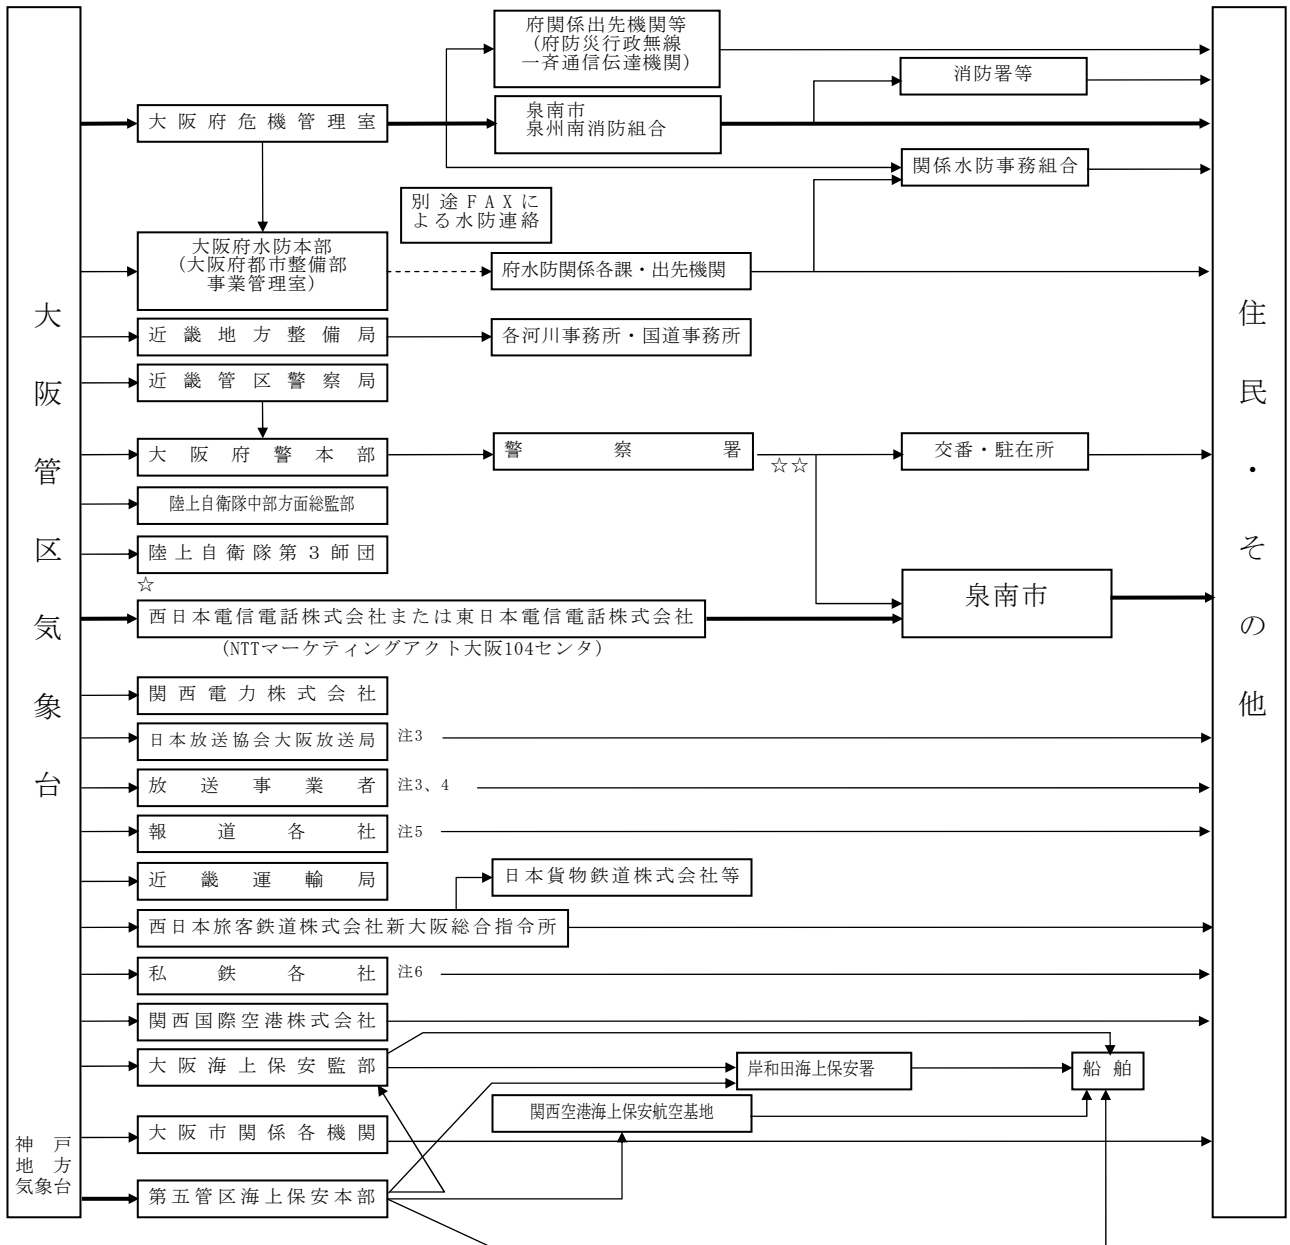 府関係出先機関等
(府防災行政無線
一斉通信伝達機関)
消防署等
大阪府危機管理室
泉南市
泉州南消防組合
関係水防事務組合
別途FAXに
よる水防連絡
大阪府水防本部
(大阪府都市整備部
事業管理室)
府水防関係各課・出先機関
大阪管区気象台
住民・その他
近畿地方整備局
各河川事務所・国道事務所
近畿管区警察局
大阪府警本部
警察署
☆☆
交番・駐在所
陸上自衛隊中部方面総監部
陸上自衛隊第3師団
☆
西日本電信電話株式会社または東日本電信電話株式会社
(NTTマーケティングアクト大阪104センタ)
泉南市
関西電力株式会社
日本放送協会大阪放送局 注3
放送事業者 注3、4
報道各社 注5
近畿運輸局
日本貨物鉄道株式会社等
西日本旅客鉄道株式会社新大阪総合指令所
私鉄各社 注6
関西国際空港株式会社
大阪海上保安監部
岸和田海上保安署
船舶
関西空港海上保安航空基地
大阪市関係各機関
神戸
地方
気象台
第五管区海上保安本部